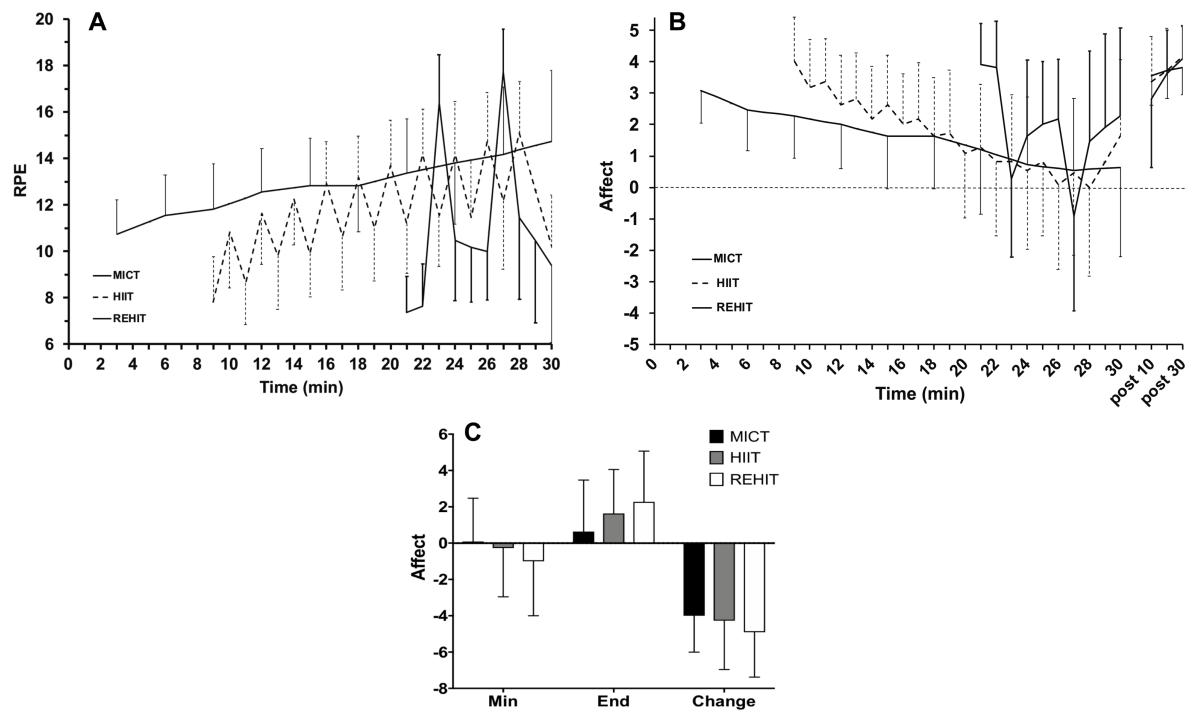 A
RPE
20
18
16
14
12
10
8
6
MICT
HIIT
REHIT
0 2 4 6 8 10 12 14 16 18 20 22 24 26 28 30
Time (min)
B
Affect
5
4
3
2
1
0
-1
-2
-3
-4
-5
MICT
HIIT
REHIT
0 2 4 6 8 10 12 14 16 18 20 22 24 26 28 30 post 10 post 30
Time (min)
C
Affect
6
4
2
0
-2
-4
-6
-8
MICT
HIIT
REHIT
Min End Change